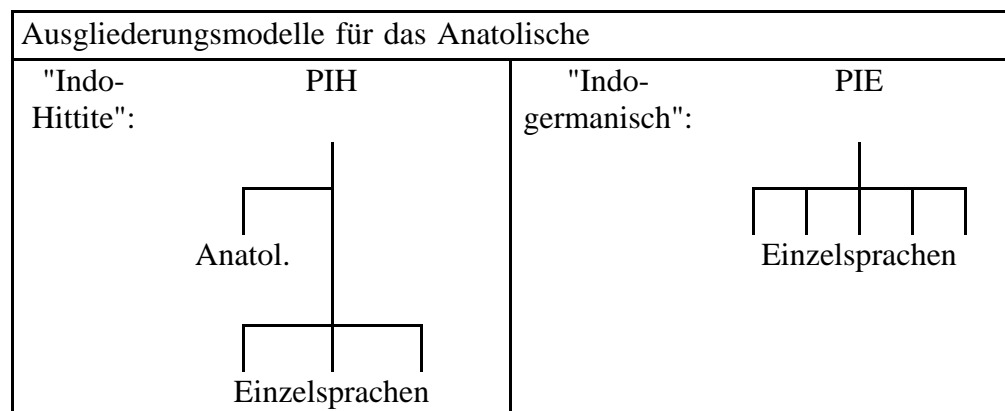 Ausgliederungsmodelle für das Anatolische
"Indo-
Hittite":
PIH
Anatol.
Einzelsprachen
"Indo-
germanisch":
PIE
Einzelsprachen